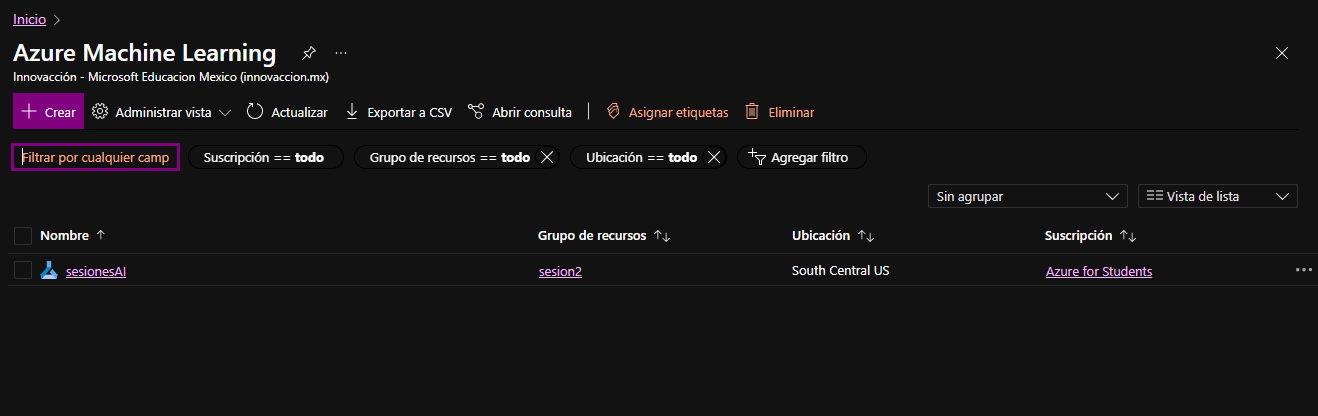 Inicio
Azure Machine Learning
Innovacción - Microsoft Educacion Mexico (innovaccion.mx)
Crear Administrar vista Actualizar Exportar a CSV Abrir consulta Asignar etiquetas Eliminar
Filtrar por cualquier camp Suscripción == todo Grupo de recursos == todo Ubicación == todo Agregar filtro
Sin agrupar Vista de lista
Nombre Grupo de recursos Ubicación Suscripción
sesionesAI sesion2 South Central US Azure for Students